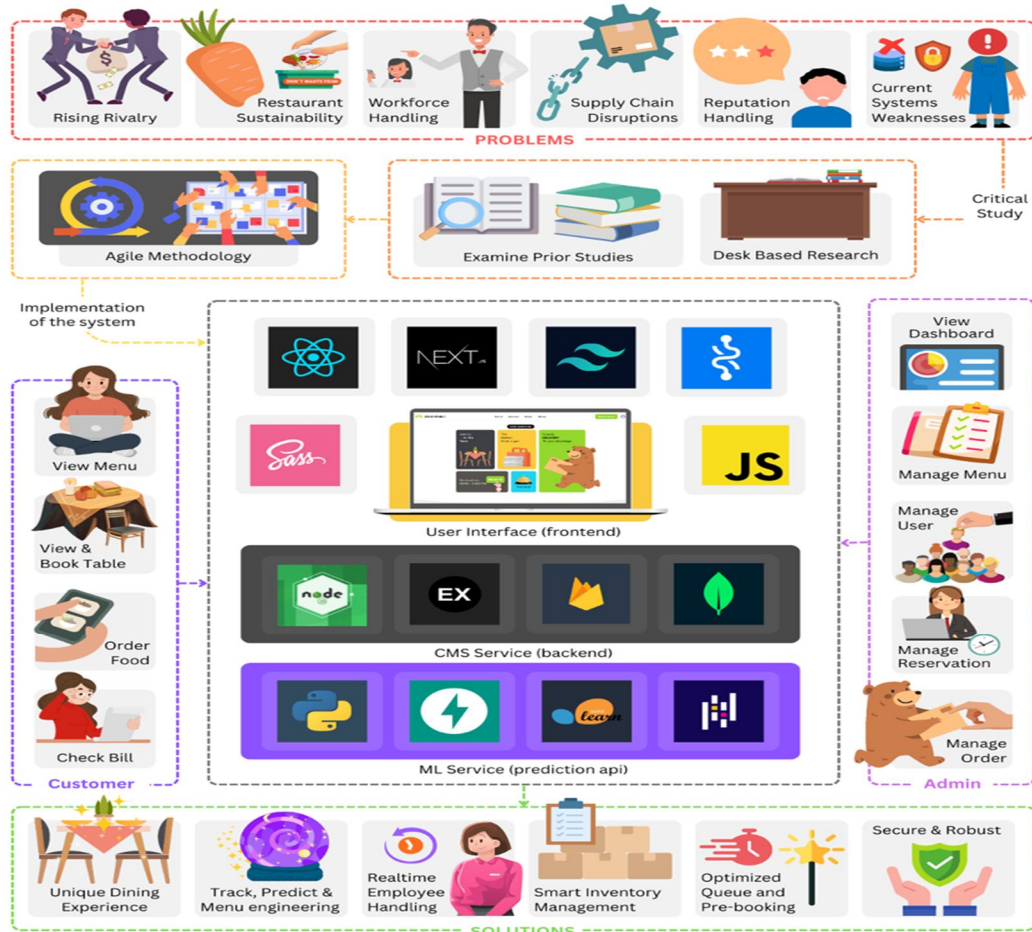 Rising Rivalry
Restaurant
Sustainability
DON'T WASTE FOOD
Workforce
Handling
Supply Chain
Disruptions
Reputation
Handling
Current
Systems
Weaknesses
PROBLEMS
Critical
Study
Agile Methodology
Examine Prior Studies
Desk Based Research
Implementation
of the system
NEXT
Sass
JS
User Interface (frontend)
node
EX
CMS Service (backend)
learn
ML Service (prediction api)
View Menu
View &
Book Table
Order
Food
Check Bill
Customer
View
Dashboard
Manage Menu
Manage
User
Manage
Reservation
Manage
Order
Admin
Unique Dining
Experience
Track, Predict &
Menu engineering
Realtime
Employee
Handling
Smart Inventory
Management
Optimized
Queue and
Pre-booking
Secure & Robust
SOLUTIONS